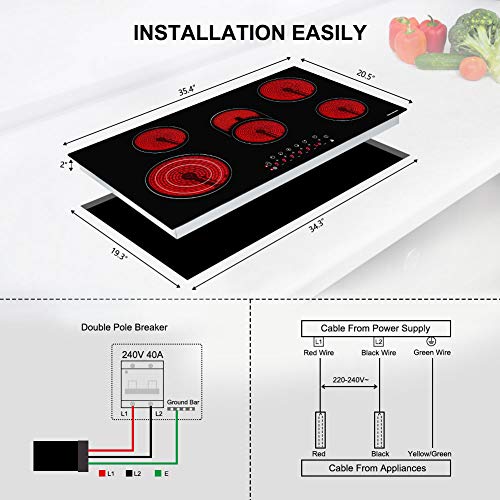 INSTALLATION EASILY
35.4"
20.5"
2"
19.3"
34.3"
Double Pole Breaker
240V 40A
Ground Bar
L1 L2
L1 L2 E
Cable From Power Supply
L1 L2
Red Wire Black Wire Green Wire
220-240V~
Red Black Yellow/Green
Cable From Appliances